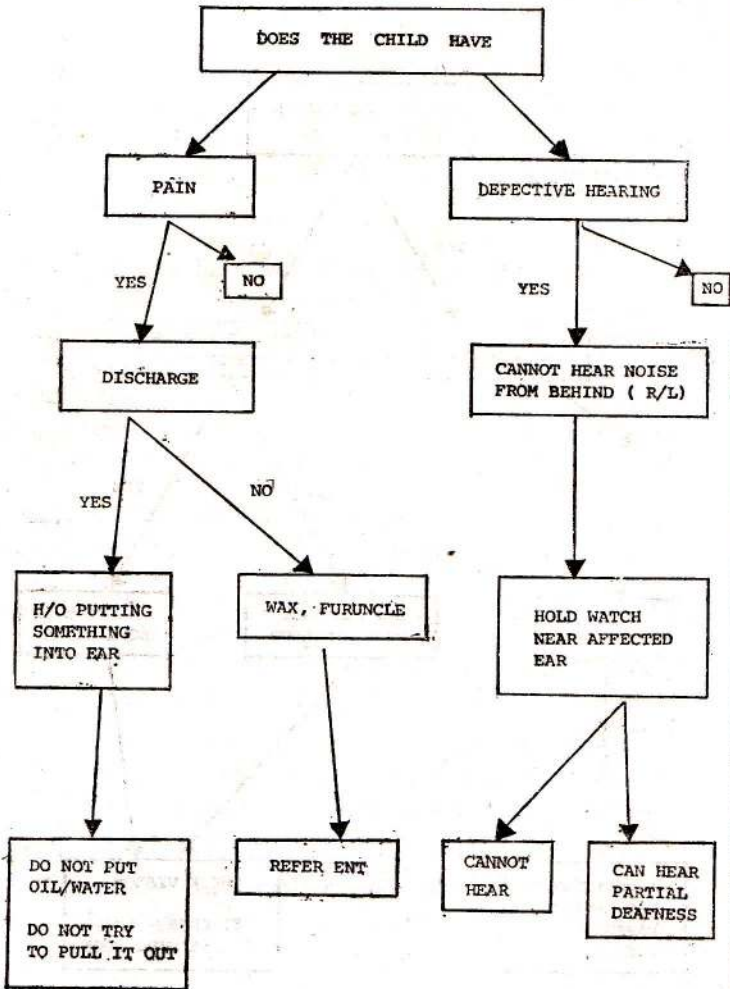 DOES THE CHILD HAVE
PAIN
DEFECTIVE HEARING
YES
NO
YES
NO
DISCHARGE
CANNOT HEAR NOISE
FROM BEHIND ( R/L)
YES
NO
H/O PUTTING
SOMETHING
INTO EAR
WAX, FURUNCLE
HOLD WATCH
NEAR AFFECTED
EAR
DO NOT PUT
OIL/WATER
DO NOT TRY
TO PULL IT OUT
REFER ENT
CANNOT
HEAR
CAN HEAR
PARTIAL
DEAFNESS